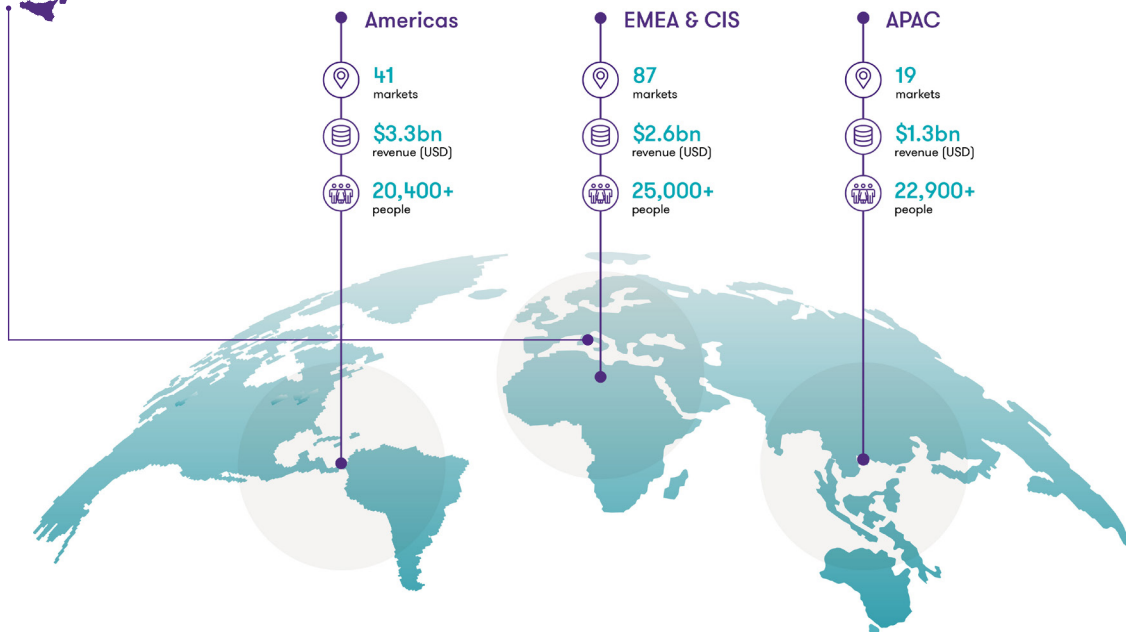 Americas
41
markets
$3.3bn
revenue (USD)
20,400+
people
EMEA & CIS
87
markets
$2.6bn
revenue (USD)
25,000+
people
APAC
19
markets
$1.3bn
revenue (USD)
22,900+
people